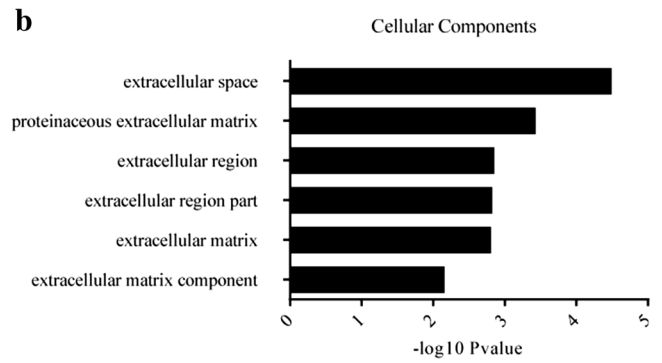 b
Cellular Components
extracellular space
proteinaceous extracellular matrix
extracellular region
extracellular region part
extracellular matrix
extracellular matrix component
0 1 2 3 4 5
-log10 Pvalue